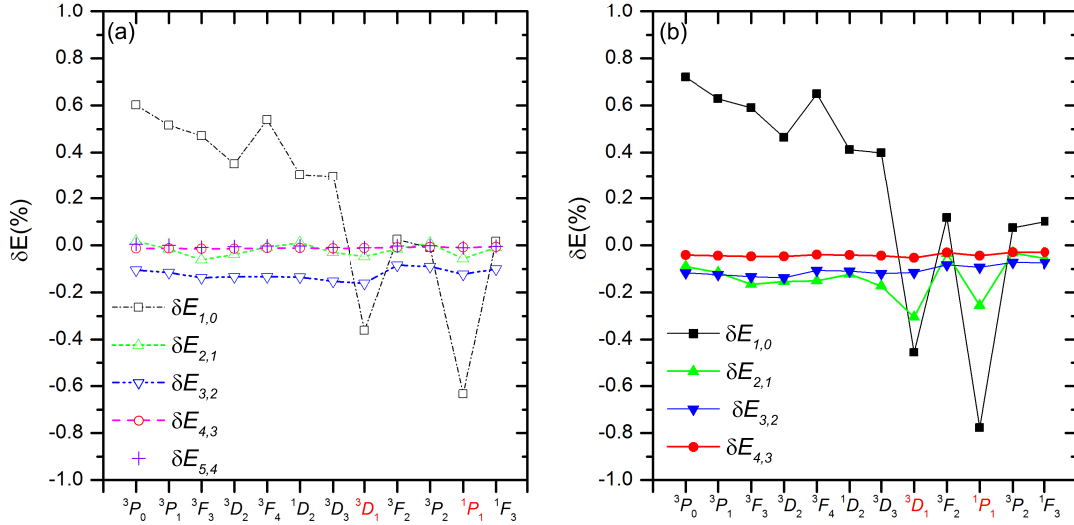 (a)
δE(%)
1.0
0.8
0.6
0.4
0.2
0.0
-0.2
-0.4
-0.6
-0.8
-1.0
δE1,0
δE2,1
δE3,2
δE4,3
δE5,4
³P₀ ³P₁ ³F₃ ³D₂ ³F₄ ¹D₂ ³D₃ ³D₁ ³F₂ ³P₂ ¹P₁ ¹F₃
(b)
δE(%)
1.0
0.8
0.6
0.4
0.2
0.0
-0.2
-0.4
-0.6
-0.8
-1.0
δE1,0
δE2,1
δE3,2
δE4,3
³P₀ ³P₁ ³F₃ ³D₂ ³F₄ ¹D₂ ³D₃ ³D₁ ³F₂ ¹P₁ ³P₂ ¹F₃